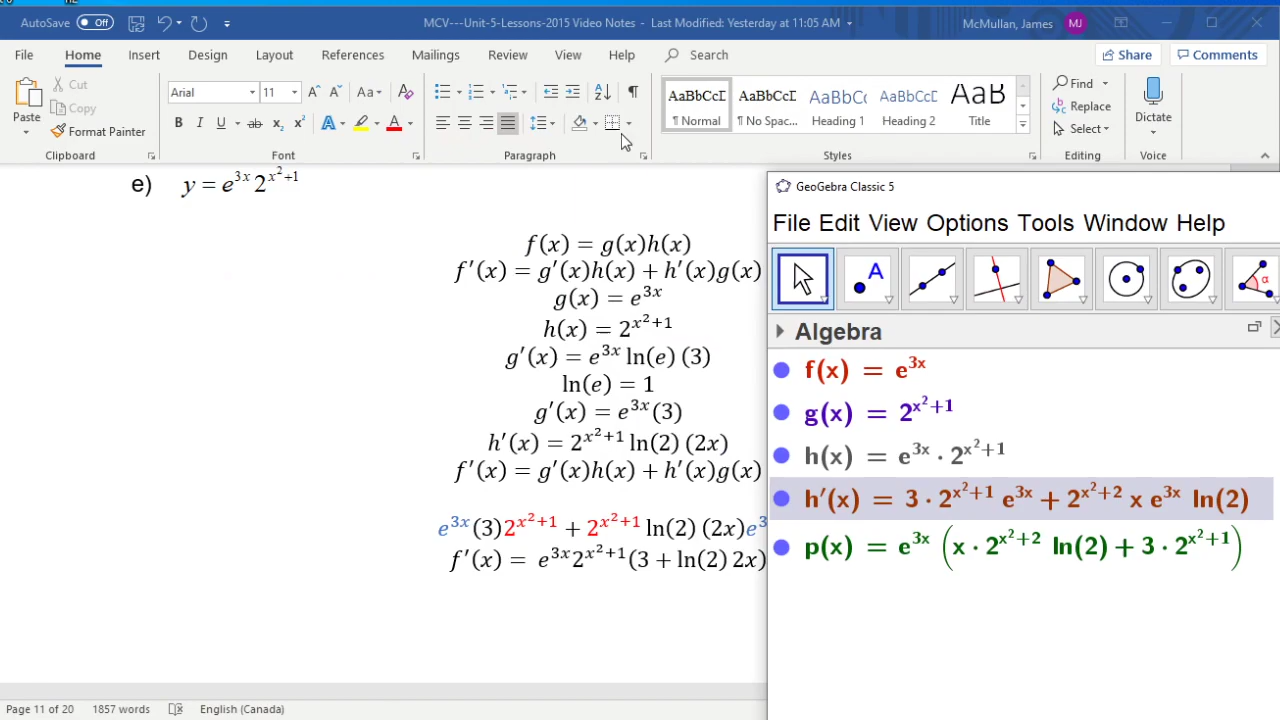 AutoSave Off MCV---Unit-5-Lessons-2015 Video Notes - Last Modified: Yesterday at 11:05 AM McMullan, James MJ
File Home Insert Design Layout References Mailings Review View Help Search Share Comments
Paste Cut Copy Format Painter
Arial 11 Aa A
B I U ab x₂ x² A A
AaBbCcI AaBbCcI AaBbCc AaBbCcD AaB
¶ Normal ¶ No Spac... Heading 1 Heading 2 Title
Find Replace Select Dictate
Clipboard Font Paragraph Styles Editing Voice
e) y = e^{3x} 2^{x^2+1}
f(x) = g(x)h(x)
f′(x) = g′(x)h(x) + h′(x)g(x)
g(x) = e^{3x}
h(x) = 2^{x^2+1}
g′(x) = e^{3x} ln(e) (3)
ln(e) = 1
g′(x) = e^{3x}(3)
h′(x) = 2^{x^2+1} ln(2) (2x)
f′(x) = g′(x)h(x) + h′(x)g(x)
e^{3x}(3)2^{x^2+1} + 2^{x^2+1} ln(2) (2x)e^3
f′(x) = e^{3x}2^{x^2+1}(3 + ln(2) 2x)
GeoGebra Classic 5
File Edit View Options Tools Window Help
A α
Algebra
f(x) = e^{3x}
g(x) = 2^{x^2+1}
h(x) = e^{3x} · 2^{x^2+1}
h′(x) = 3 · 2^{x^2+1} e^{3x} + 2^{x^2+2} x e^{3x} ln(2)
p(x) = e^{3x} (x · 2^{x^2+2} ln(2) + 3 · 2^{x^2+1})
Page 11 of 20 1857 words English (Canada)